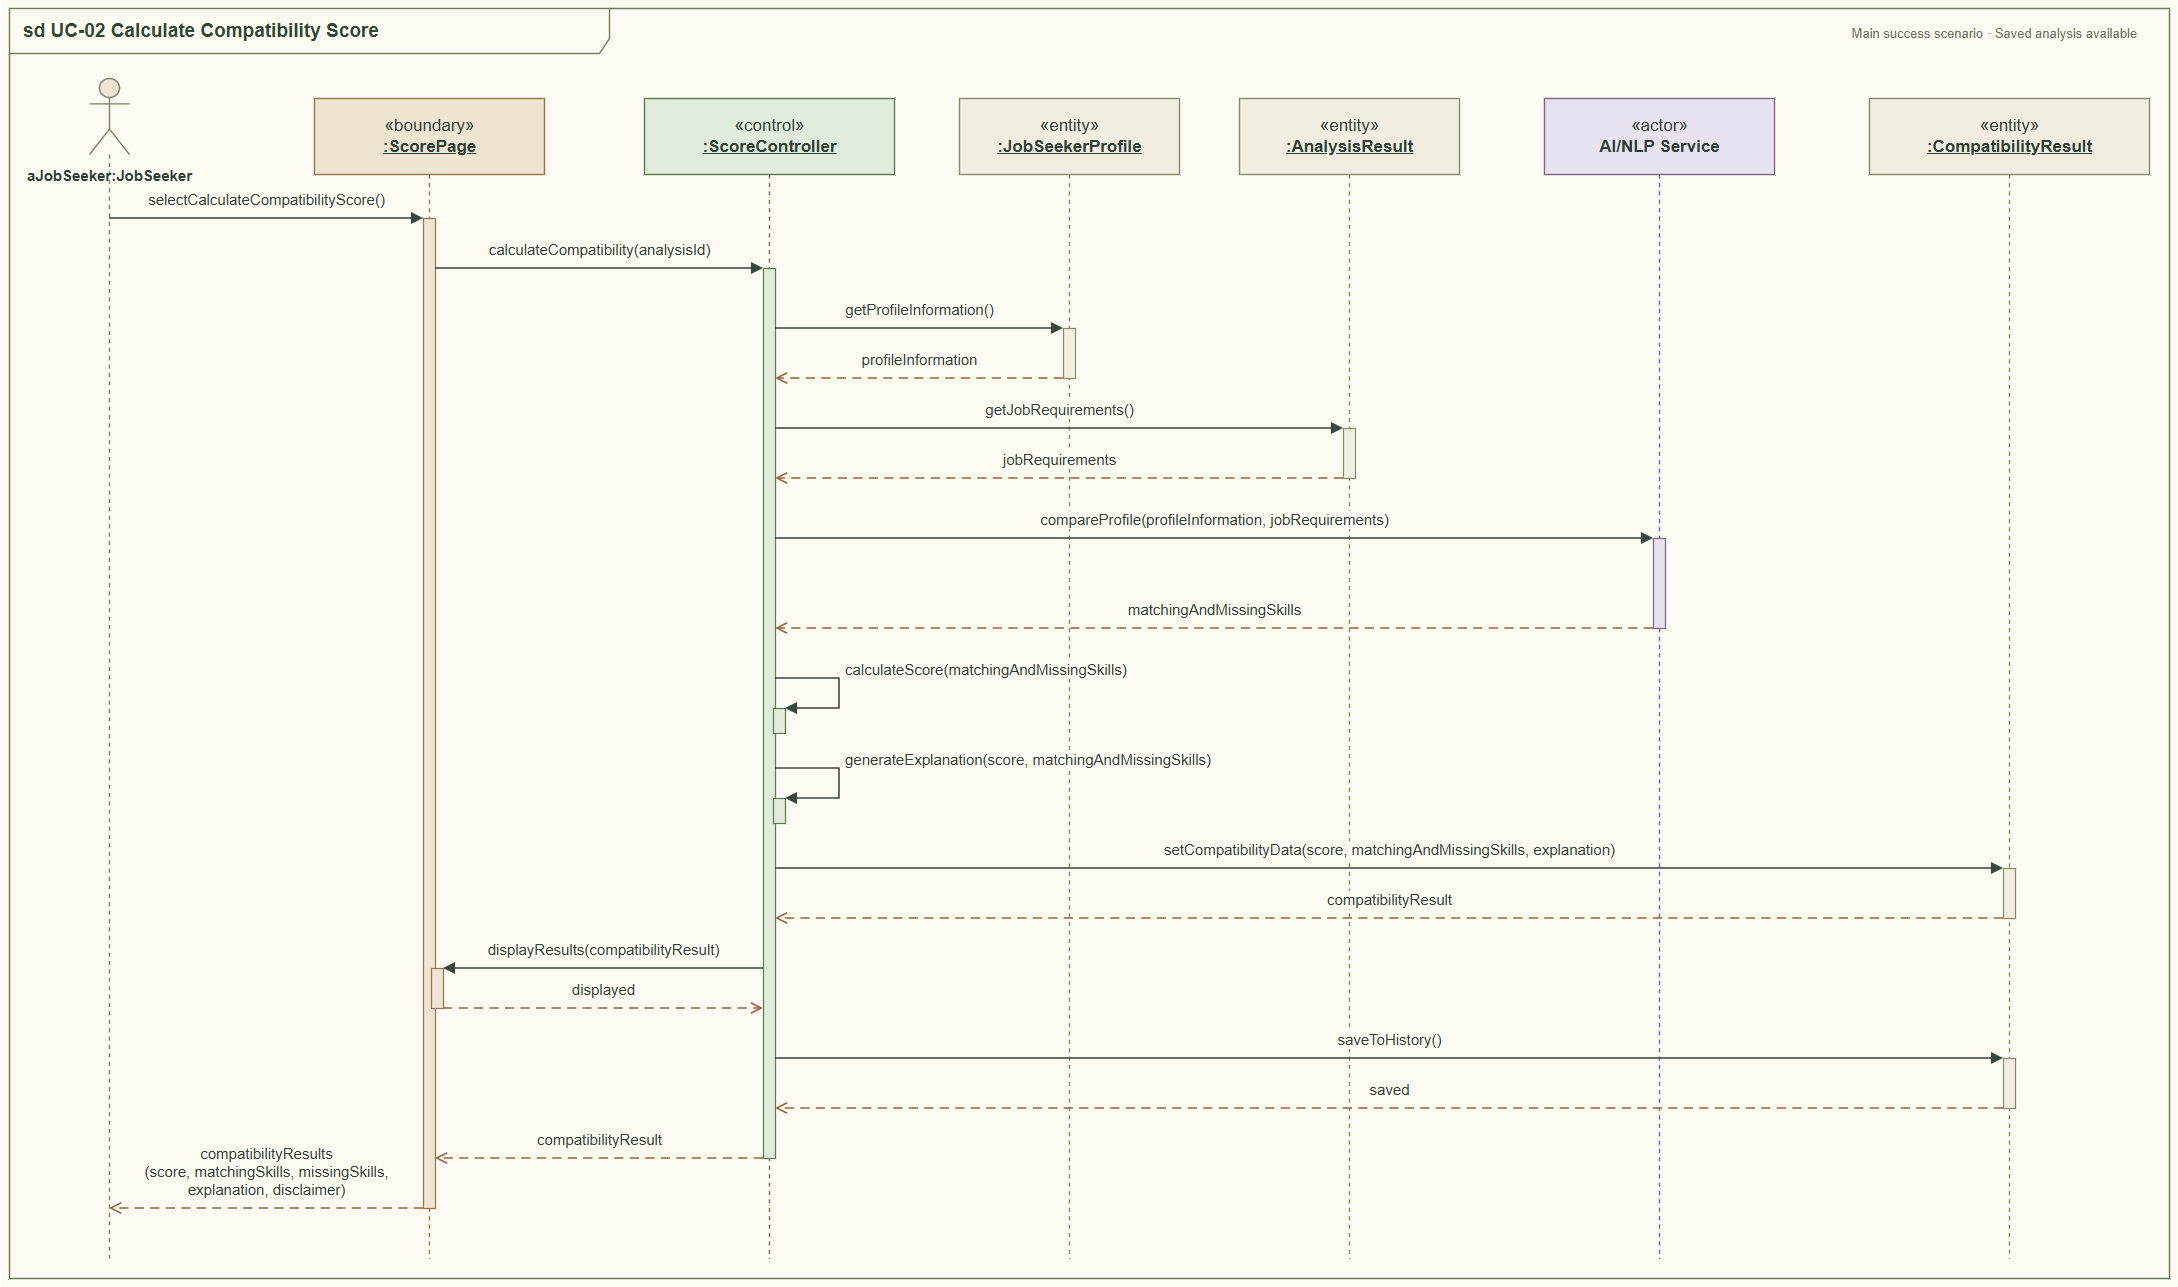 sd UC-02 Calculate Compatibility Score
Main success scenario · Saved analysis available
aJobSeeker:JobSeeker
«boundary»
:ScorePage
«control»
:ScoreController
«entity»
:JobSeekerProfile
«entity»
:AnalysisResult
«actor»
AI/NLP Service
«entity»
:CompatibilityResult
selectCalculateCompatibilityScore()
calculateCompatibility(analysisId)
getProfileInformation()
profileInformation
getJobRequirements()
jobRequirements
compareProfile(profileInformation, jobRequirements)
matchingAndMissingSkills
calculateScore(matchingAndMissingSkills)
generateExplanation(score, matchingAndMissingSkills)
setCompatibilityData(score, matchingAndMissingSkills, explanation)
compatibilityResult
displayResults(compatibilityResult)
displayed
saveToHistory()
saved
compatibilityResult
compatibilityResults
(score, matchingSkills, missingSkills,
explanation, disclaimer)